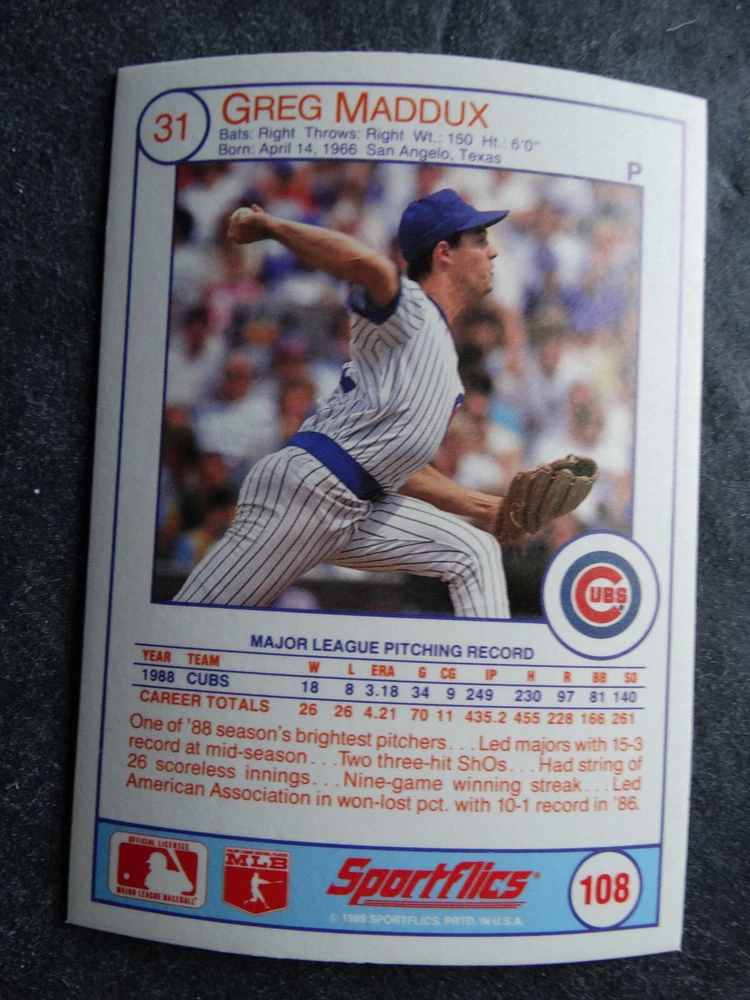 31
GREG MADDUX
Bats: Right Throws: Right Wt.: 150 Ht.: 6'0"
Born: April 14, 1966 San Angelo, Texas
P
CUBS
MAJOR LEAGUE PITCHING RECORD
YEAR TEAM W L ERA G CG IP H R BB SO
1988 CUBS 18 8 3.18 34 9 249 230 97 81 140
CAREER TOTALS 26 26 4.21 70 11 435.2 455 228 166 261
One of '88 season's brightest pitchers...Led majors with 15-3
record at mid-season...Two three-hit ShOs...Had string of
26 scoreless innings...Nine-game winning streak...Led
American Association in won-lost pct. with 10-1 record in '86.
OFFICIAL LICENSEE
MAJOR LEAGUE BASEBALL
MLB
Sportflics
© 1989 SPORTFLICS, PRTD. IN U.S.A.
108